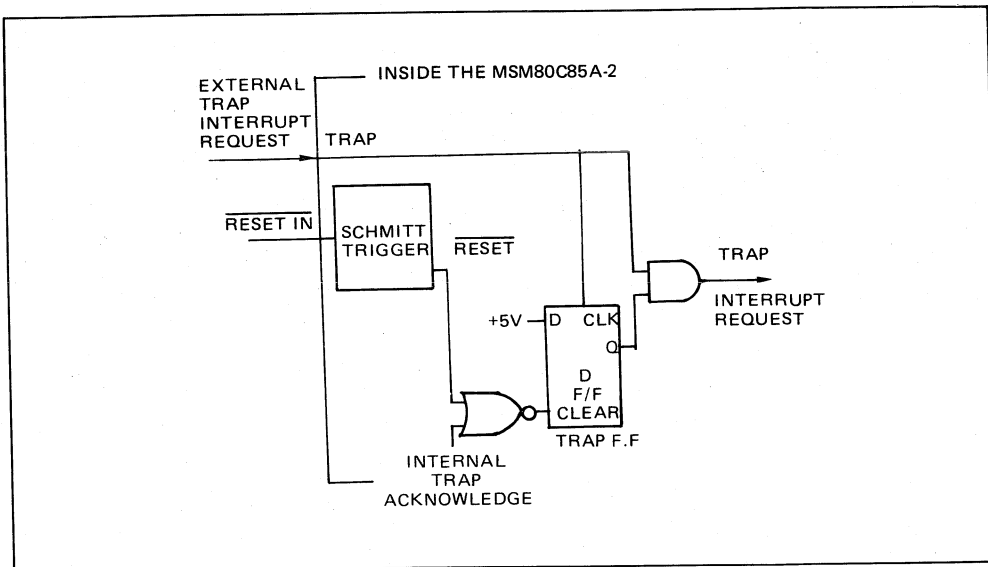 INSIDE THE MSM80C85A-2
EXTERNAL
TRAP
INTERRUPT
REQUEST
TRAP
RESET IN
SCHMITT
TRIGGER
RESET
TRAP
INTERRUPT
REQUEST
+5V
D CLK
Q
D
F/F
CLEAR
TRAP F.F
INTERNAL
TRAP
ACKNOWLEDGE